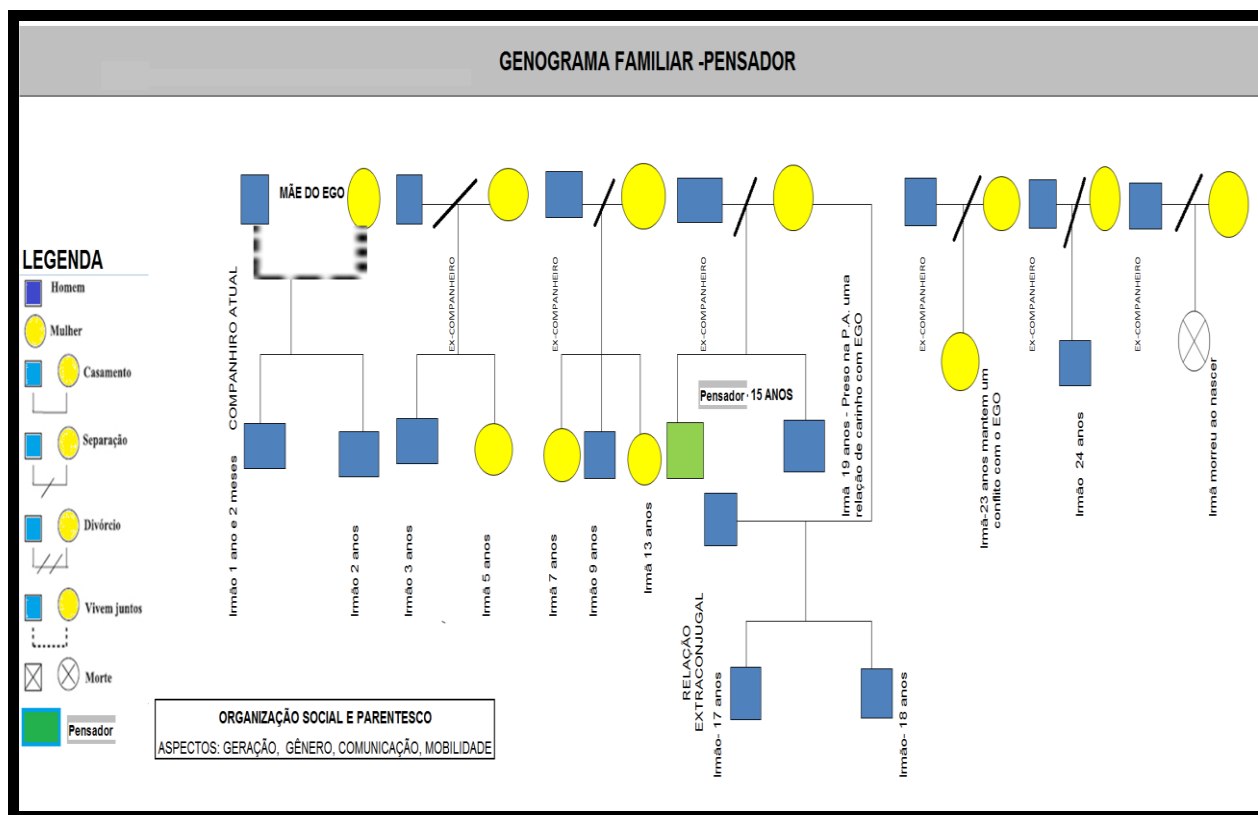 GENOGRAMA FAMILIAR -PENSADOR
MÃE DO EGO
COMPANHIRO ATUAL
EX-COMPANHEIRO
EX-COMPANHEIRO
EX-COMPANHEIRO
EX-COMPANHEIRO
EX-COMPANHEIRO
EX-COMPANHEIRO
LEGENDA
Homem
Mulher
Casamento
Separação
Divórcio
Vivem juntos
Morte
Pensador
Pensador - 15 ANOS
Irmão 1 ano e 2 meses
Irmão 2 anos
Irmão 3 anos
Irmã 5 anos
Irmã 7 anos
Irmão 9 anos
Irmã 13 anos
Irmã 19 anos - Preso na P.A. uma
relação de carinho com EGO
Irmã-23 anos mantem um
conflito com o EGO
Irmão 24 anos
Irmã morreu ao nascer
RELAÇÃO
EXTRACONJUGAL
Irmão- 17 anos
Irmão- 18 anos
ORGANIZAÇÃO SOCIAL E PARENTESCO
ASPECTOS: GERAÇÃO, GÊNERO, COMUNICAÇÃO, MOBILIDADE